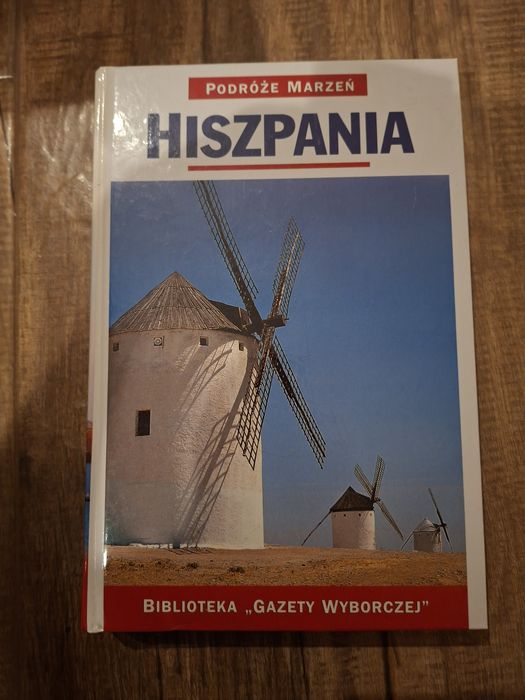 PODRÓŻE MARZEŃ
HISZPANIA
BIBLIOTEKA „GAZETY WYBORCZEJ”